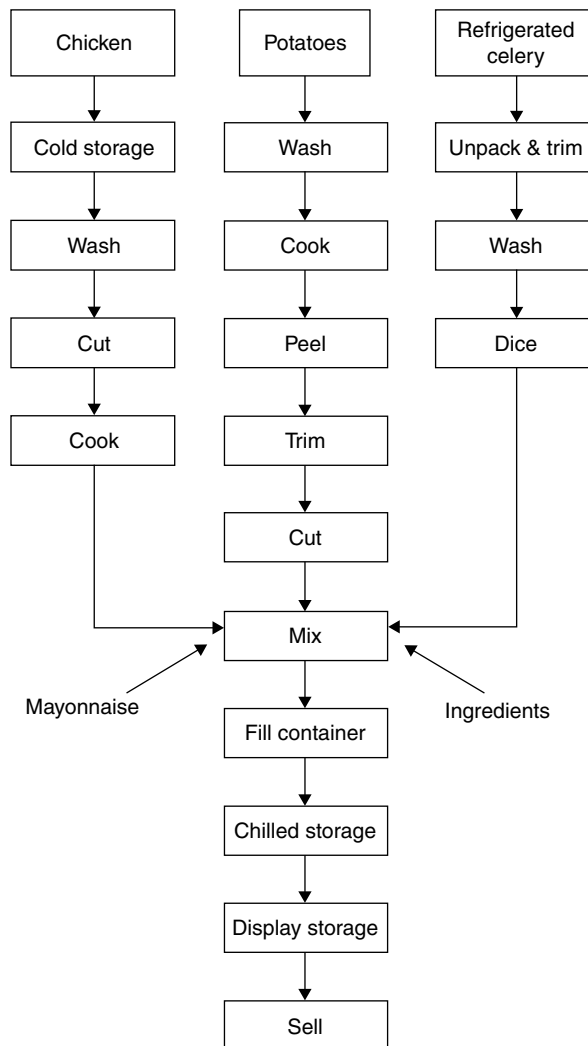 Chicken
Potatoes
Refrigerated
celery
Cold storage
Wash
Unpack & trim
Wash
Cook
Wash
Cut
Peel
Dice
Cook
Trim
Cut
Mix
Mayonnaise
Ingredients
Fill container
Chilled storage
Display storage
Sell